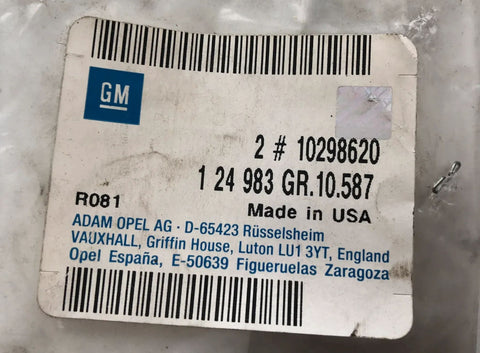 GM
2 # 10298620
1 24 983 GR.10.587
R081 Made in USA
ADAM OPEL AG · D-65423 Rüsselsheim
VAUXHALL, Griffin House, Luton LU1 3YT, England
Opel España, E-50639 Figueruelas Zaragoza